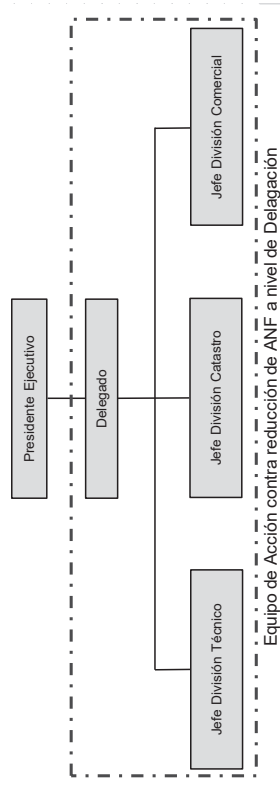 Presidente Ejecutivo
Delegado
Jefe División Técnico
Jefe División Catastro
Jefe División Comercial
Equipo de Acción contra reducción de ANF a nivel de Delagación